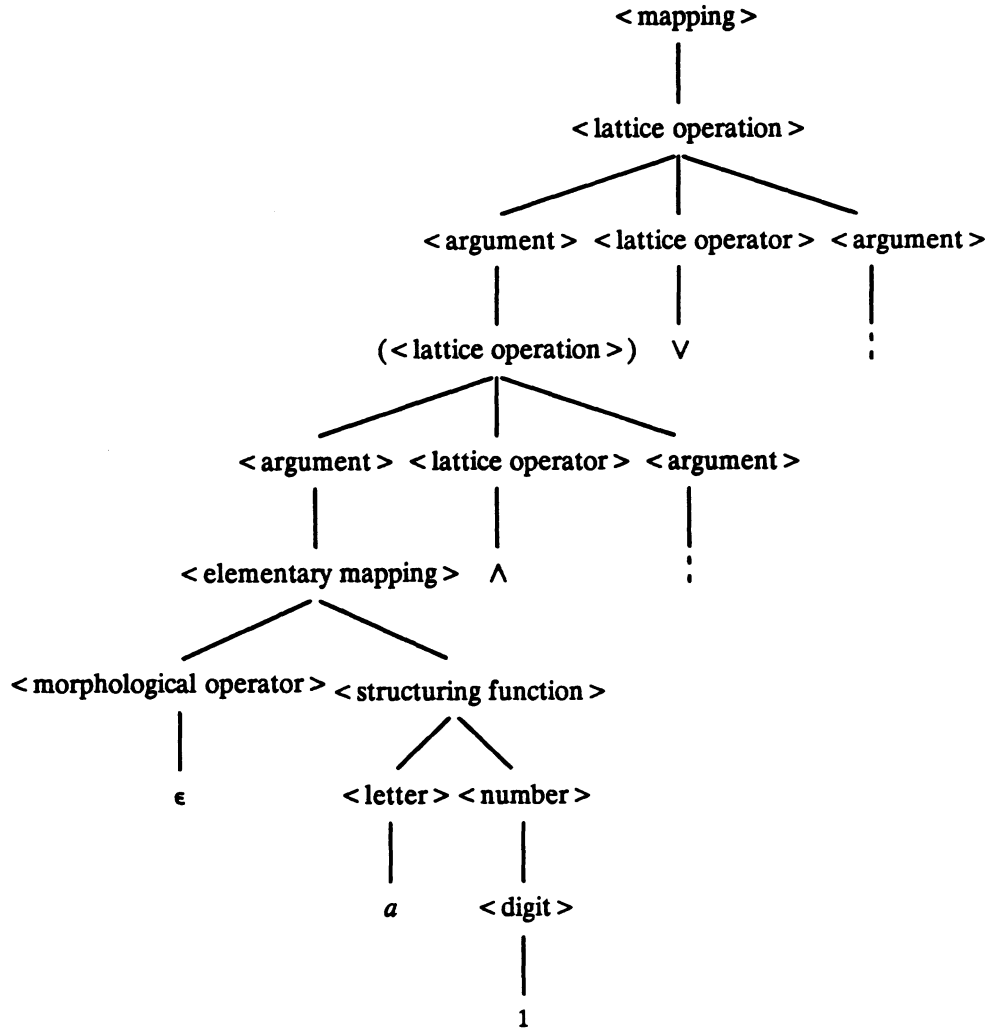 < mapping >
< lattice operation >
< argument > < lattice operator > < argument >
(< lattice operation >) ∨
< argument > < lattice operator > < argument >
< elementary mapping > ∧
< morphological operator > < structuring function >
ϵ < letter > < number >
a < digit >
1